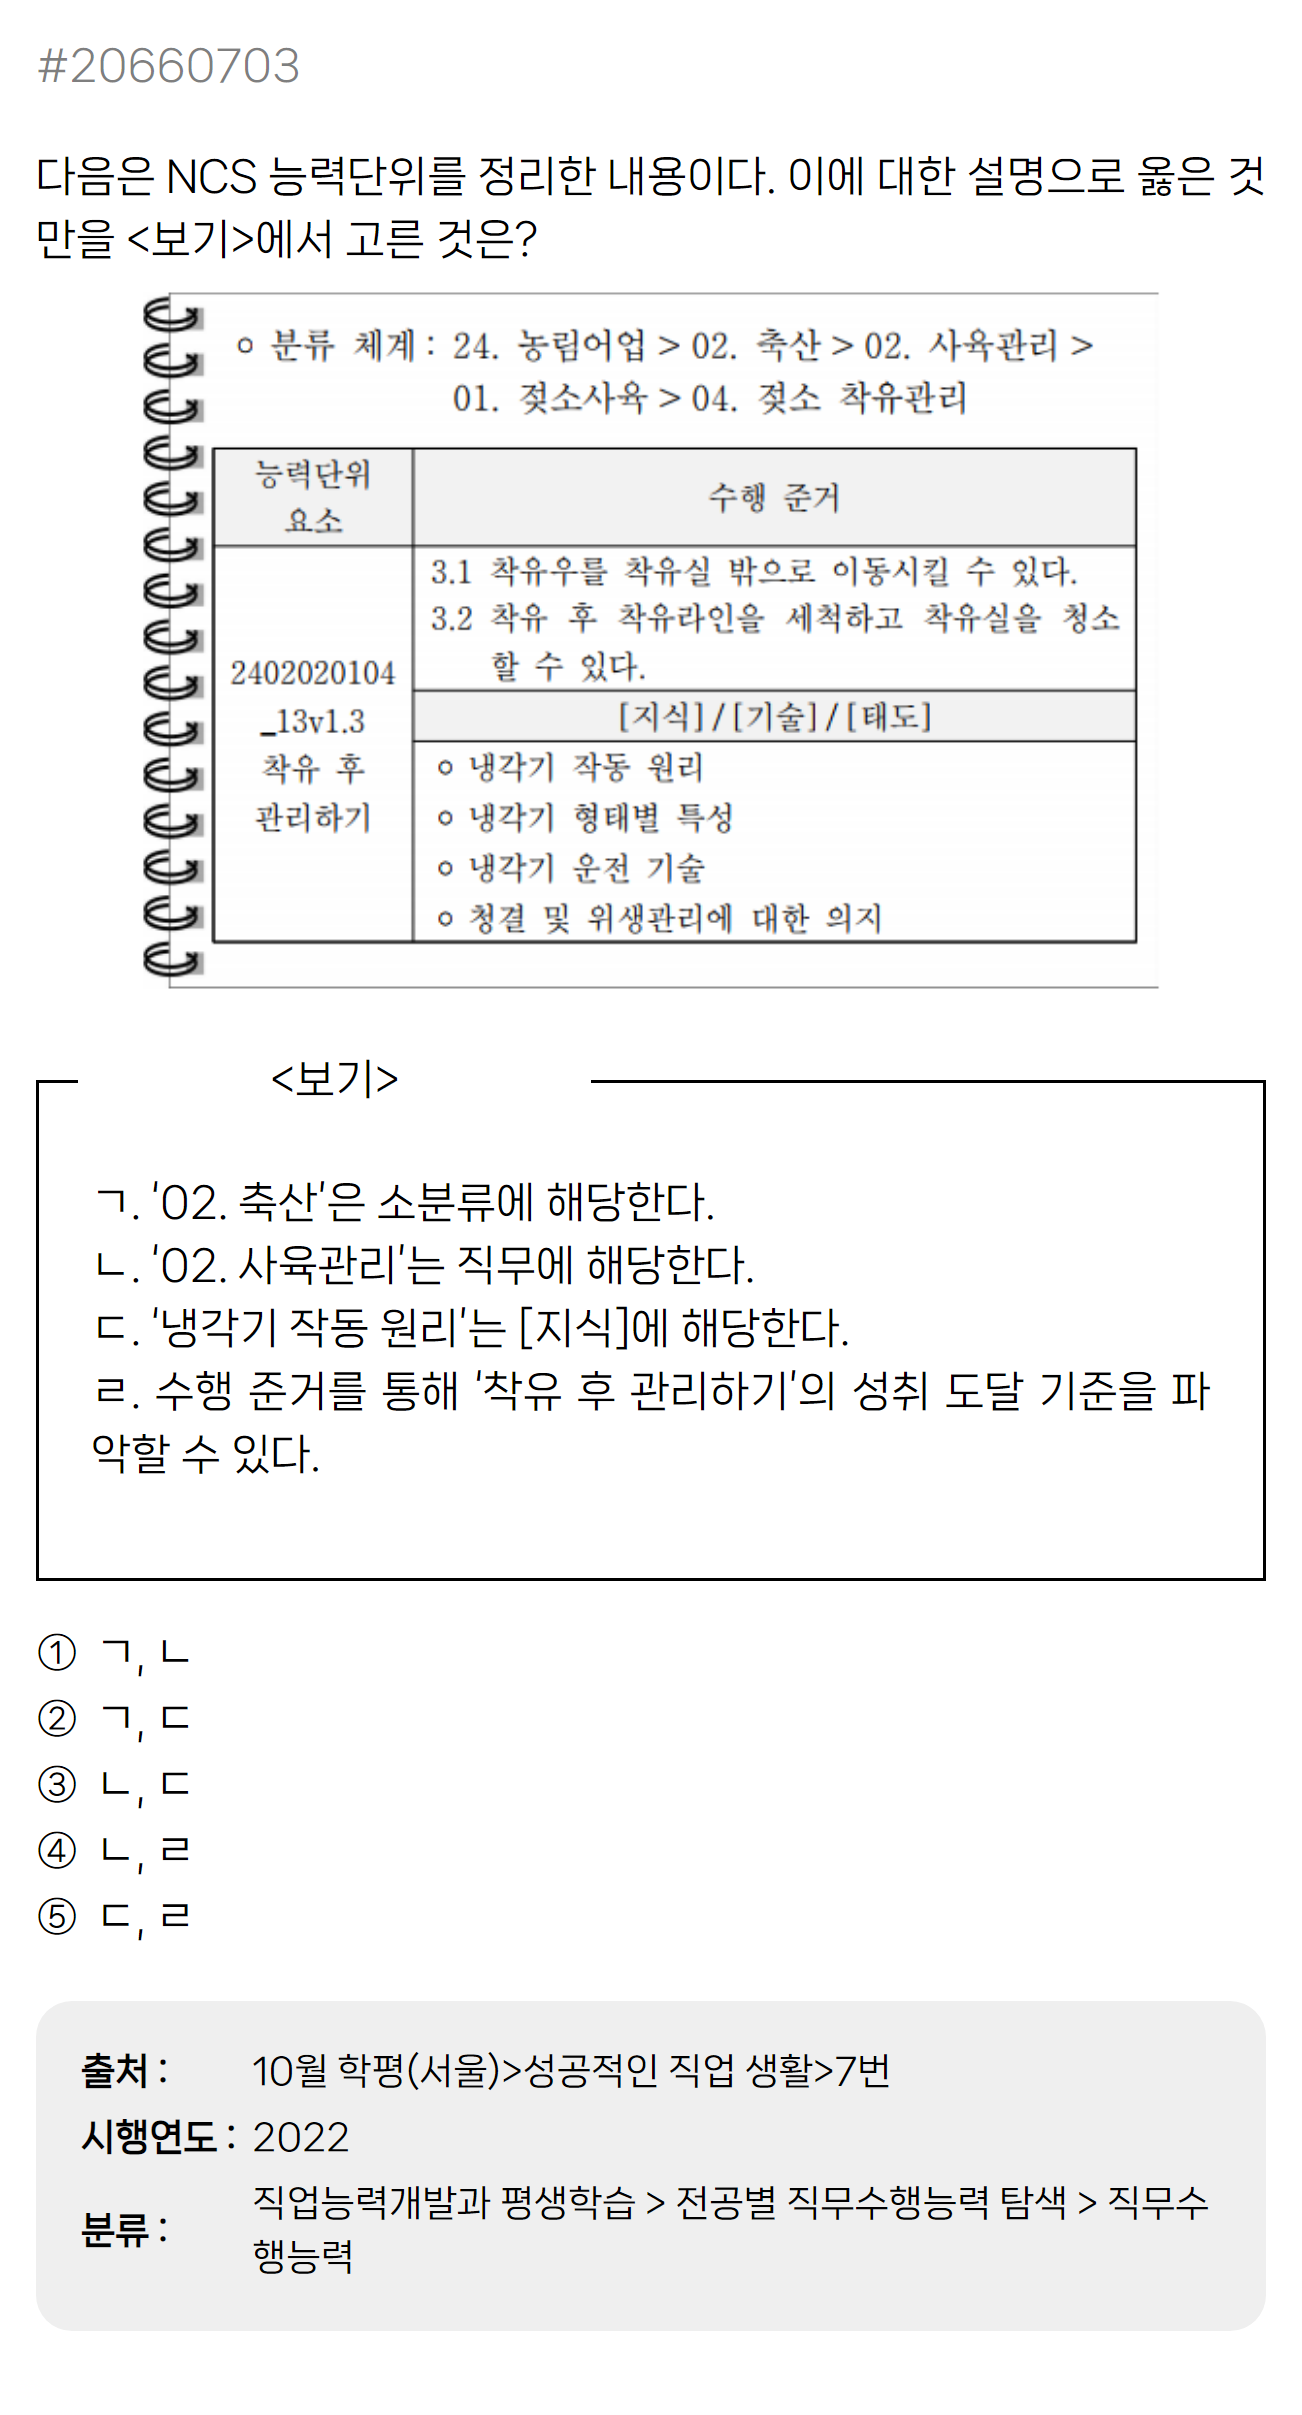 #20660703
다음은 NCS 능력단위를 정리한 내용이다. 이에 대한 설명으로 옳은 것
만을 <보기>에서 고른 것은?
○ 분류 체계 : 24. 농림어업 > 02. 축산 > 02. 사육관리 >
01. 젖소사육 > 04. 젖소 착유관리
능력단위
요소
수행 준거
2402020104
_13v1.3
착유 후
관리하기
3.1 착유우를 착유실 밖으로 이동시킬 수 있다.
3.2 착유 후 착유라인을 세척하고 착유실을 청소
할 수 있다.
[지식] / [기술] / [태도]
○ 냉각기 작동 원리
○ 냉각기 형태별 특성
○ 냉각기 운전 기술
○ 청결 및 위생관리에 대한 의지
<보기>
ㄱ. '02. 축산'은 소분류에 해당한다.
ㄴ. '02. 사육관리'는 직무에 해당한다.
ㄷ. '냉각기 작동 원리'는 [지식]에 해당한다.
ㄹ. 수행 준거를 통해 '착유 후 관리하기'의 성취 도달 기준을 파
악할 수 있다.
① ㄱ, ㄴ
② ㄱ, ㄷ
③ ㄴ, ㄷ
④ ㄴ, ㄹ
⑤ ㄷ, ㄹ
출처 : 10월 학평(서울)>성공적인 직업 생활>7번
시행연도 : 2022
분류 : 직업능력개발과 평생학습 > 전공별 직무수행능력 탐색 > 직무수
행능력